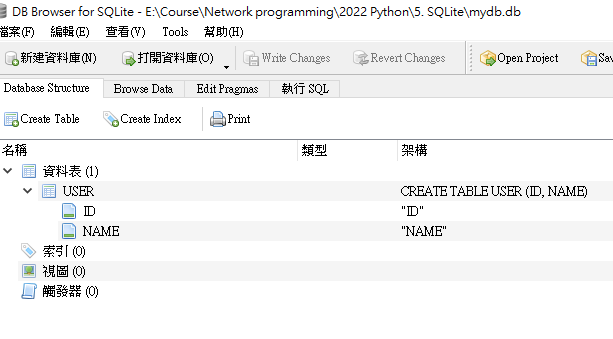 DB Browser for SQLite - E:\Course\Network programming\2022 Python\5. SQLite\mydb.db
檔案(F) 編輯(E) 查看(V) Tools 幫助(H)
新建資料庫(N) 打開資料庫(O) Write Changes Revert Changes Open Project Sav
Database Structure Browse Data Edit Pragmas 執行 SQL
Create Table Create Index Print
名稱 類型 架構
資料表 (1)
USER CREATE TABLE USER (ID, NAME)
ID "ID"
NAME "NAME"
索引 (0)
視圖 (0)
觸發器 (0)